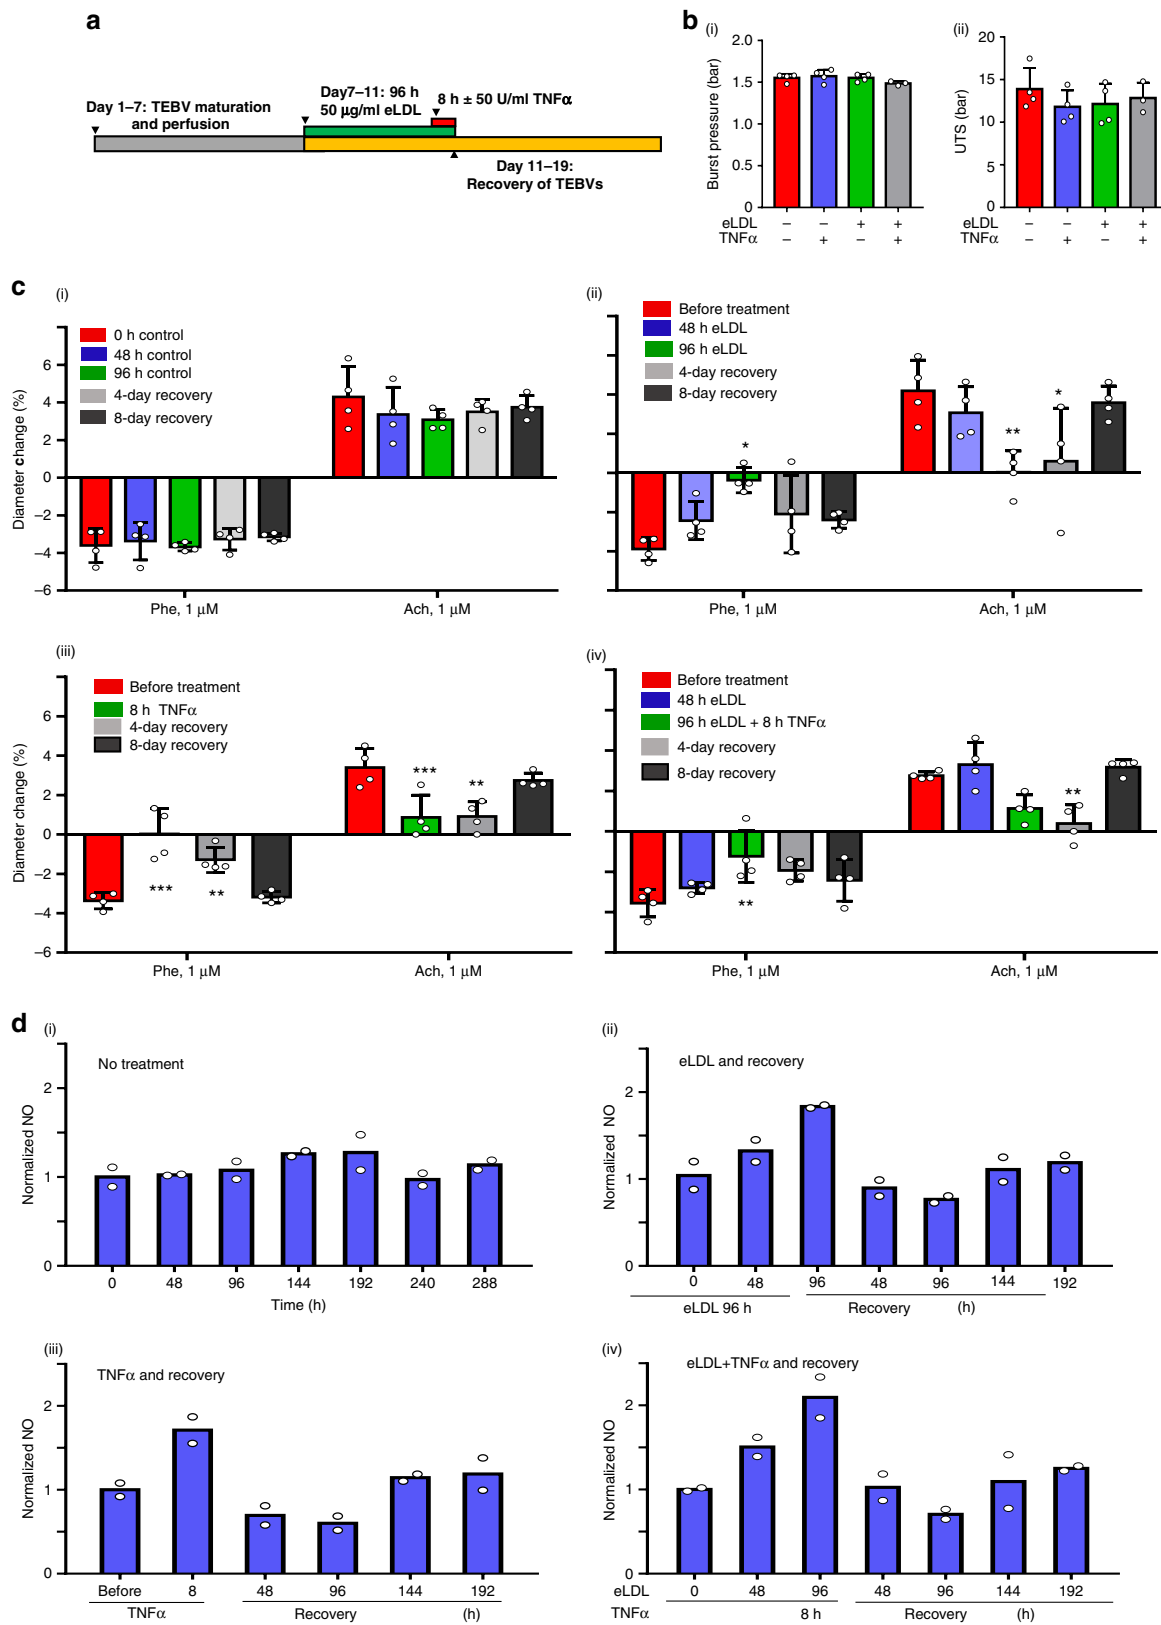 a
Day 1–7: TEBV maturation
and perfusion
Day7–11: 96 h
50 μg/ml eLDL
8 h ± 50 U/ml TNFα
Day 11–19:
Recovery of TEBVs
b
(i)
Burst pressure (bar)
2.0
1.5
1.0
0.5
0
eLDL – – + +
TNFα – + – +
(ii)
UTS (bar)
20
15
10
5
0
eLDL – – + +
TNFα – + – +
c
(i)
Diameter change (%)
6
4
2
0
–2
–4
–6
0 h control
48 h control
96 h control
4-day recovery
8-day recovery
Phe, 1 μM
Ach, 1 μM
(ii)
Before treatment
48 h eLDL
96 h eLDL
4-day recovery
8-day recovery
*
**
*
Phe, 1 μM
Ach, 1 μM
(iii)
Diameter change (%)
6
4
2
0
–2
–4
–6
Before treatment
8 h TNFα
4-day recovery
8-day recovery
***
**
***
**
Phe, 1 μM
Ach, 1 μM
(iv)
Before treatment
48 h eLDL
96 h eLDL + 8 h TNFα
4-day recovery
8-day recovery
**
**
Phe, 1 μM
Ach, 1 μM
d
(i)
No treatment
Normalized NO
2
1
0
0 48 96 144 192 240 288
Time (h)
(ii)
eLDL and recovery
Normalized NO
2
1
0
0 48 96 48 96 144 192
eLDL 96 h Recovery (h)
(iii)
TNFα and recovery
Normalized NO
2
1
0
Before 8 48 96 144 192
TNFα Recovery (h)
(iv)
eLDL+TNFα and recovery
Normalized NO
2
1
0
eLDL 0 48 96 48 96 144 192
TNFα 8 h Recovery (h)